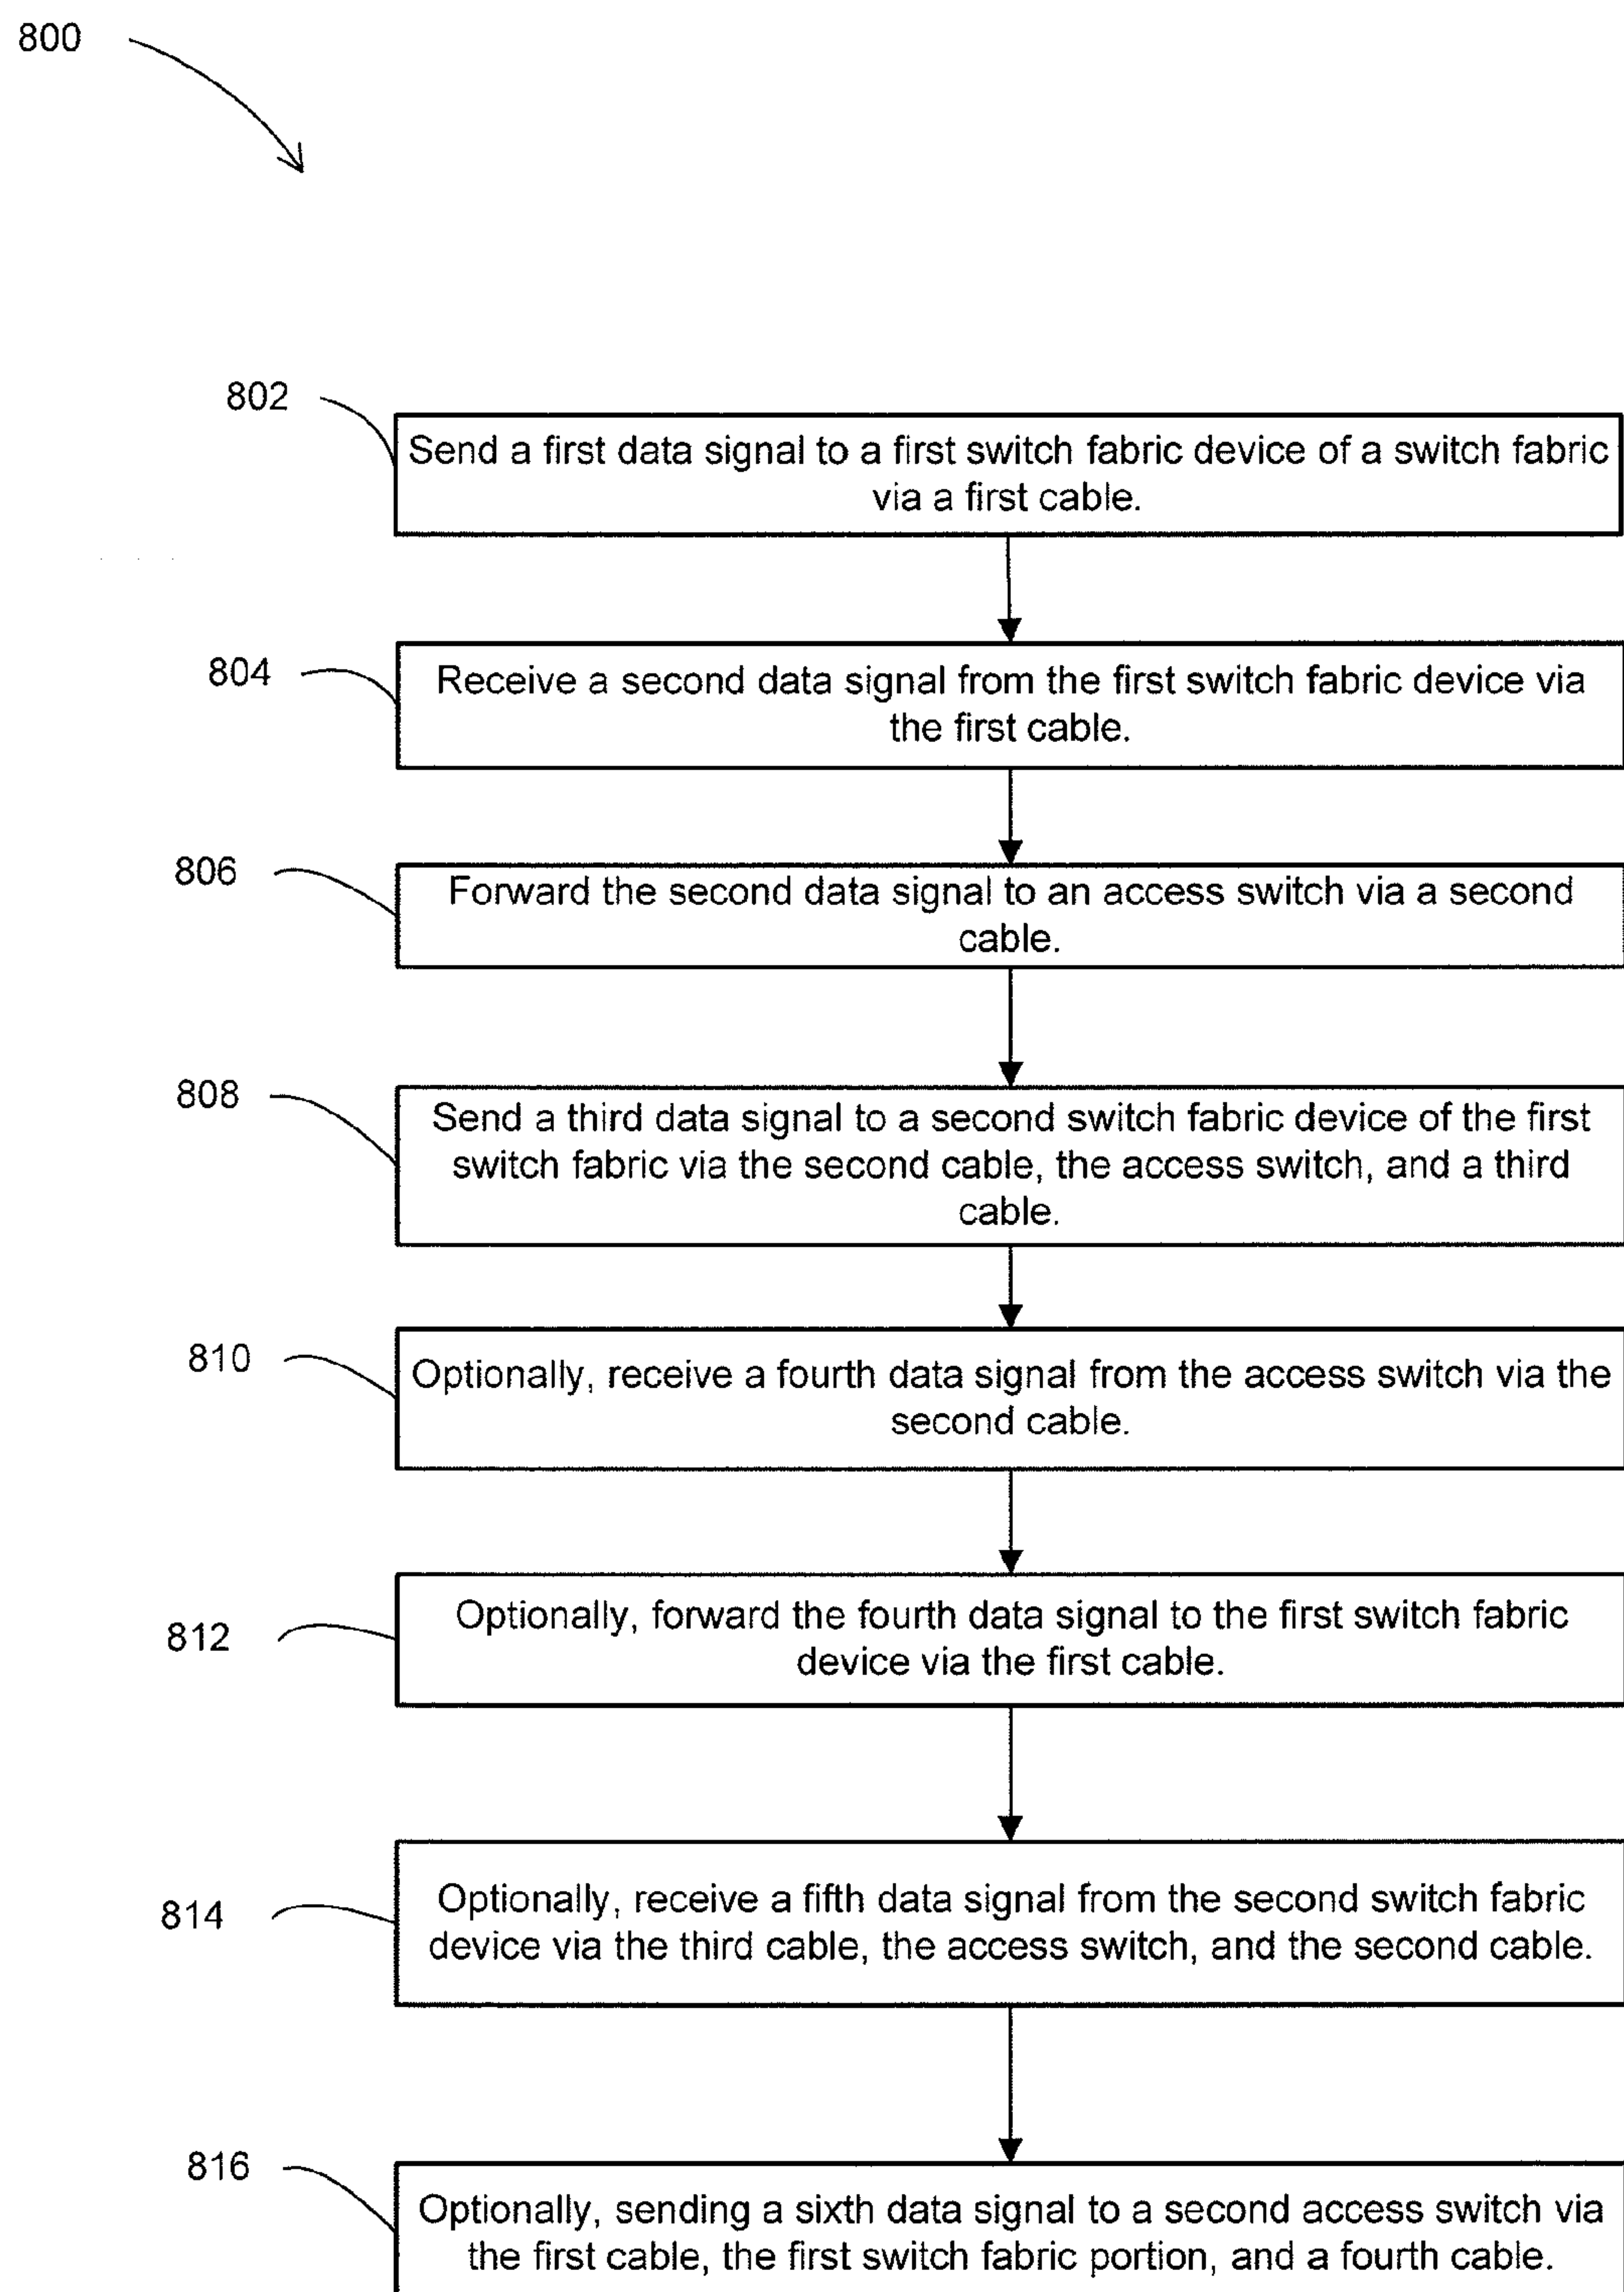 800
802
Send a first data signal to a first switch fabric device of a switch fabric
via a first cable.
804
Receive a second data signal from the first switch fabric device via
the first cable.
806
Forward the second data signal to an access switch via a second
cable.
808
Send a third data signal to a second switch fabric device of the first
switch fabric via the second cable, the access switch, and a third
cable.
810
Optionally, receive a fourth data signal from the access switch via the
second cable.
812
Optionally, forward the fourth data signal to the first switch fabric
device via the first cable.
814
Optionally, receive a fifth data signal from the second switch fabric
device via the third cable, the access switch, and the second cable.
816
Optionally, sending a sixth data signal to a second access switch via
the first cable, the first switch fabric portion, and a fourth cable.